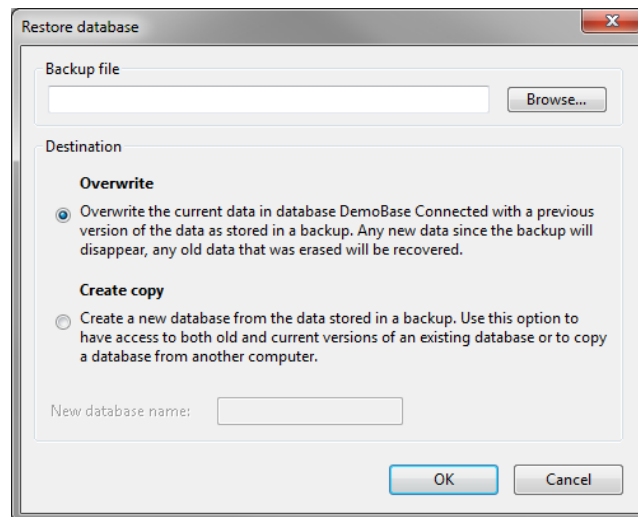 Restore database
Backup file
Browse...
Destination
Overwrite
Overwrite the current data in database DemoBase Connected with a previous
version of the data as stored in a backup. Any new data since the backup will
disappear, any old data that was erased will be recovered.
Create copy
Create a new database from the data stored in a backup. Use this option to
have access to both old and current versions of an existing database or to copy
a database from another computer.
New database name:
OK
Cancel